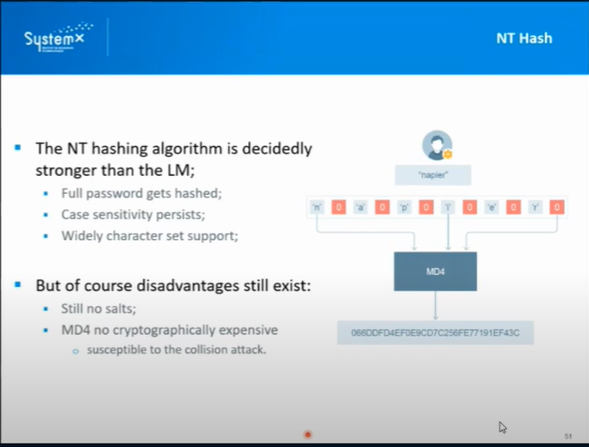 Systemx
NT Hash
The NT hashing algorithm is decidedly
stronger than the LM;
Full password gets hashed;
Case sensitivity persists;
Widely character set support;
But of course disadvantages still exist:
Still no salts;
MD4 no cryptographically expensive
susceptible to the collision attack.
"napier"
'n' 0 'a' 0 'p' 0 'i' 0 'e' 0 'r' 0
MD4
066DDFD4EF0E9CD7C256FE77191EF43C
51